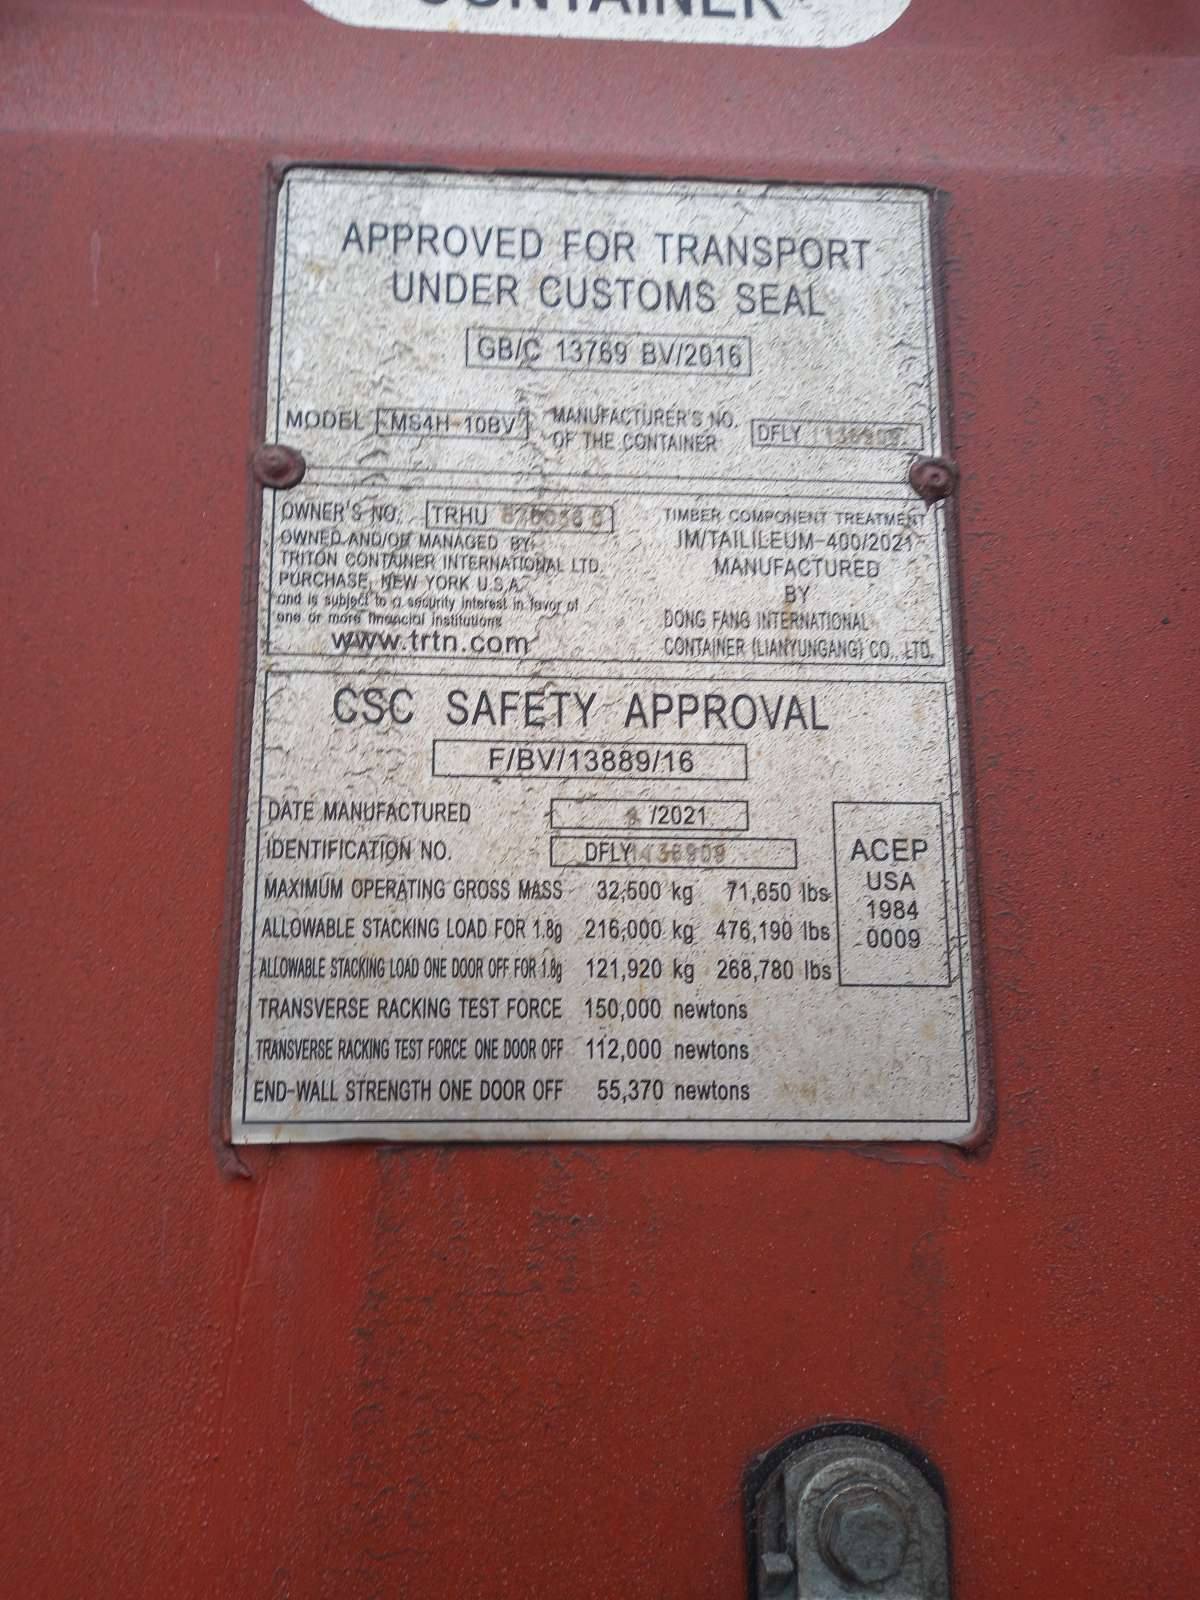 CONTAINER
APPROVED FOR TRANSPORT
UNDER CUSTOMS SEAL
GB/C 13769 BV/2016
MODEL MS4H-10BV MANUFACTURER'S NO. OF THE CONTAINER DFLY
OWNER'S NO. TRHU
OWNED AND/OR MANAGED BY:
TRITON CONTAINER INTERNATIONAL LTD.
PURCHASE, NEW YORK U.S.A.
and is subject to a security interest in favor of
one or more financial institutions
www.trtn.com
TIMBER COMPONENT TREATMENT
JM/TAILILEUM-400/2021
MANUFACTURED
BY
DONG FANG INTERNATIONAL
CONTAINER (LIANYUNGANG) CO., LTD.
CSC SAFETY APPROVAL
F/BV/13889/16
DATE MANUFACTURED /2021
IDENTIFICATION NO. DFLY
MAXIMUM OPERATING GROSS MASS 32,500 kg 71,650 lbs
ALLOWABLE STACKING LOAD FOR 1.8g 216,000 kg 476,190 lbs
ALLOWABLE STACKING LOAD ONE DOOR OFF FOR 1.8g 121,920 kg 268,780 lbs
TRANSVERSE RACKING TEST FORCE 150,000 newtons
TRANSVERSE RACKING TEST FORCE ONE DOOR OFF 112,000 newtons
END-WALL STRENGTH ONE DOOR OFF 55,370 newtons
ACEP
USA
1984
0009